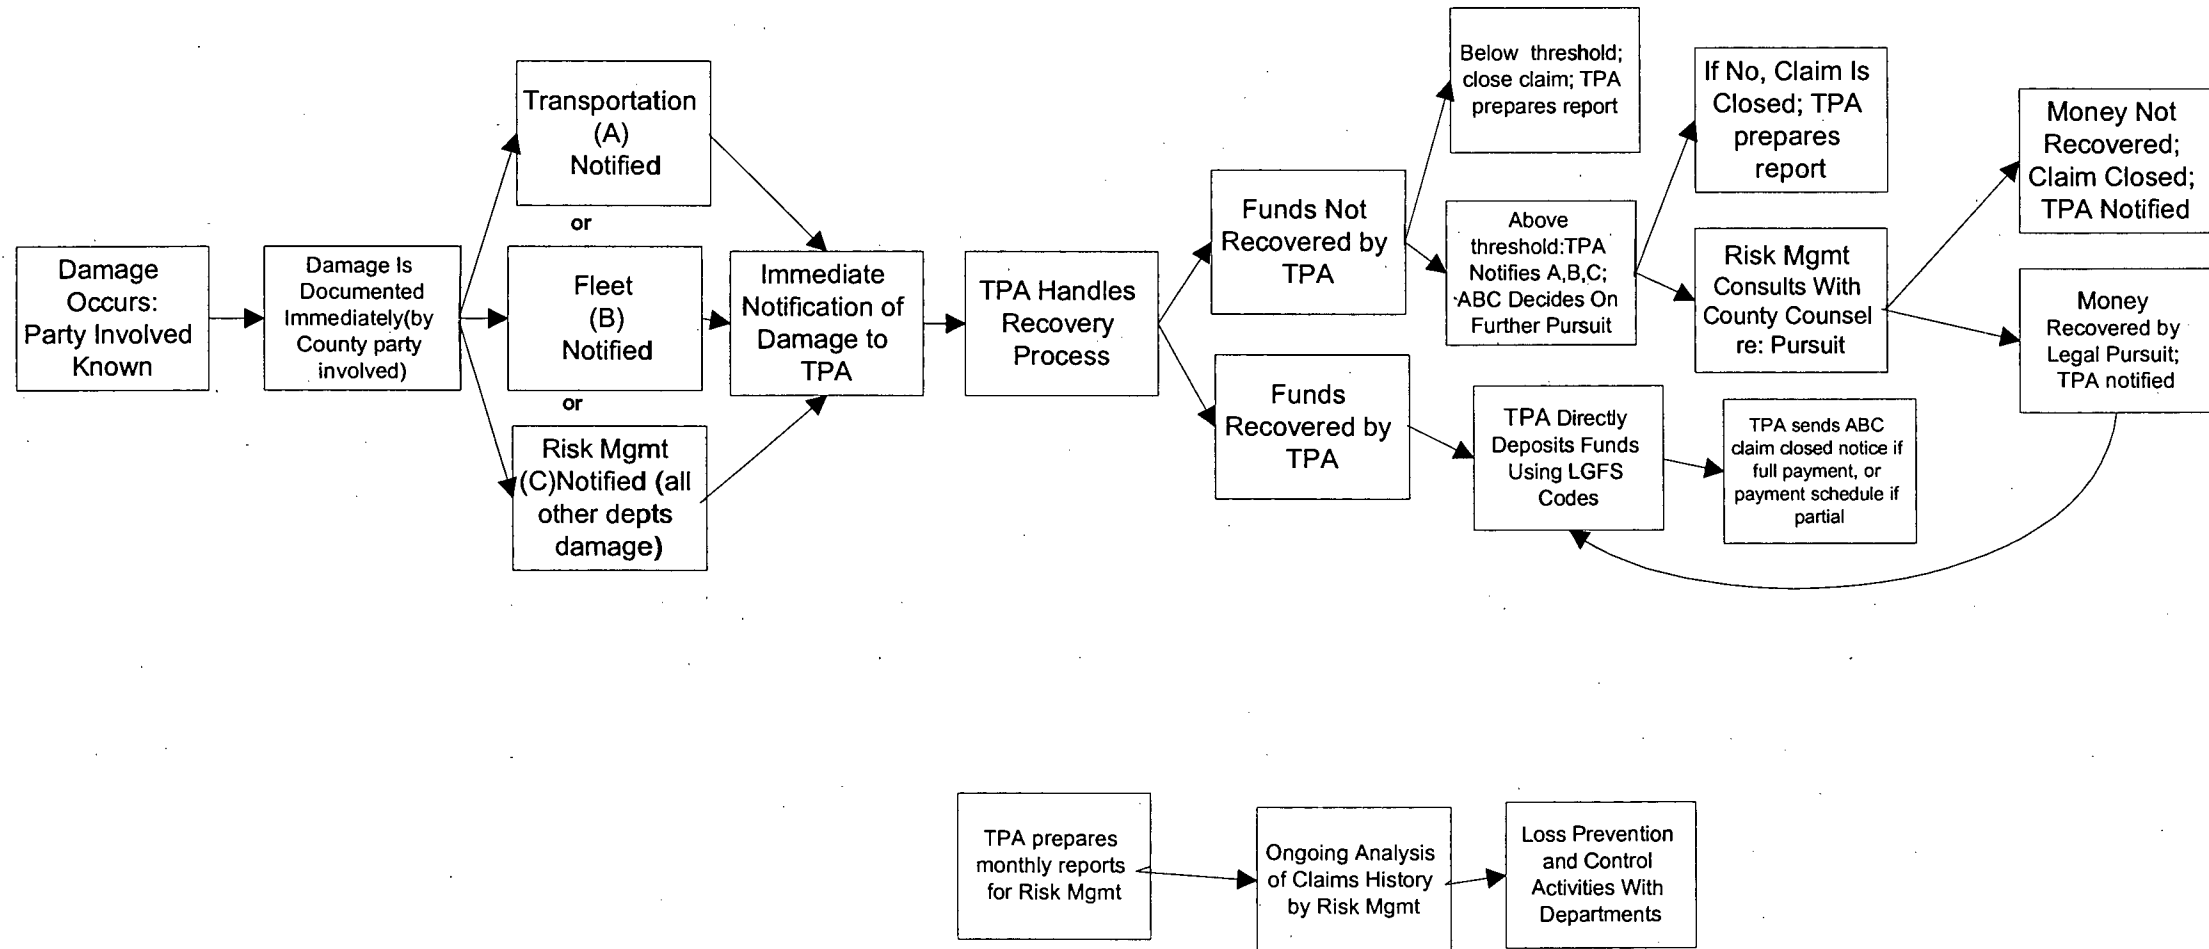 Damage
Occurs:
Party Involved
Known
Damage Is
Documented
Immediately(by
County party
involved)
Transportation
(A)
Notified
or
Fleet
(B)
Notified
or
Risk Mgmt
(C)Notified (all
other depts
damage)
Immediate
Notification of
Damage to
TPA
TPA Handles
Recovery
Process
Funds Not
Recovered by
TPA
Funds
Recovered by
TPA
Below threshold;
close claim; TPA
prepares report
Above
threshold:TPA
Notifies A,B,C;
ABC Decides On
Further Pursuit
If No, Claim Is
Closed; TPA
prepares
report
Risk Mgmt
Consults With
County Counsel
re: Pursuit
Money Not
Recovered;
Claim Closed;
TPA Notified
Money
Recovered by
Legal Pursuit;
TPA notified
TPA Directly
Deposits Funds
Using LGFS
Codes
TPA sends ABC
claim closed notice if
full payment, or
payment schedule if
partial
TPA prepares
monthly reports
for Risk Mgmt
Ongoing Analysis
of Claims History
by Risk Mgmt
Loss Prevention
and Control
Activities With
Departments